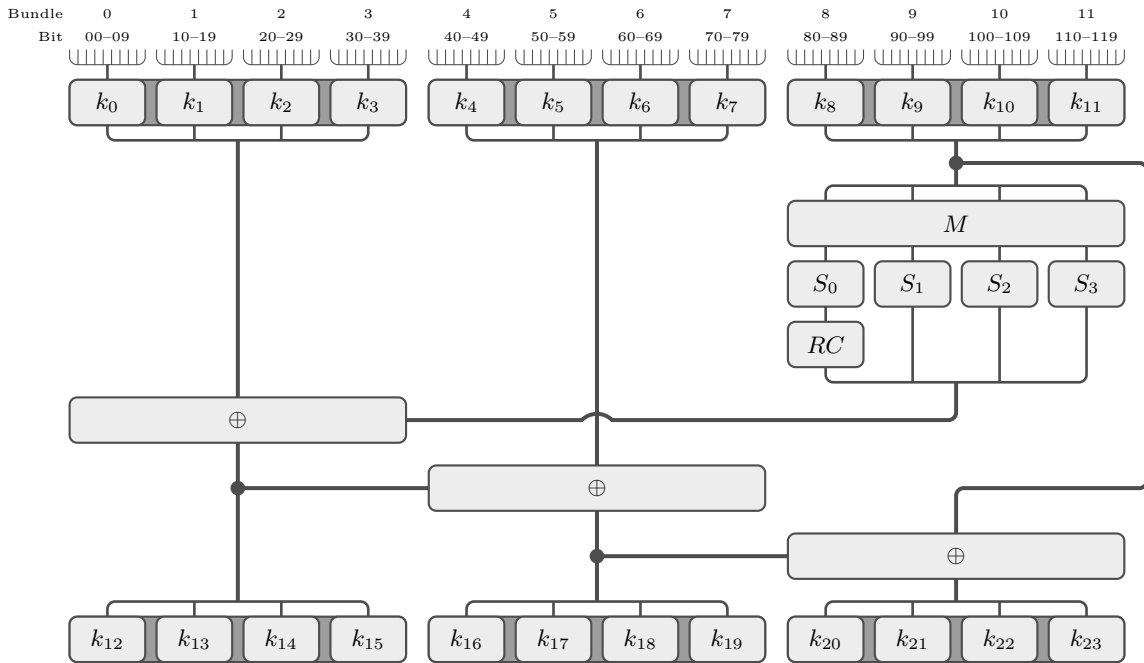 Bundle 0 1 2 3 4 5 6 7 8 9 10 11
Bit 00–09 10–19 20–29 30–39 40–49 50–59 60–69 70–79 80–89 90–99 100–109 110–119
k₀ k₁ k₂ k₃ k₄ k₅ k₆ k₇ k₈ k₉ k₁₀ k₁₁
M
S₀ S₁ S₂ S₃
RC
⊕
⊕
⊕
k₁₂ k₁₃ k₁₄ k₁₅ k₁₆ k₁₇ k₁₈ k₁₉ k₂₀ k₂₁ k₂₂ k₂₃